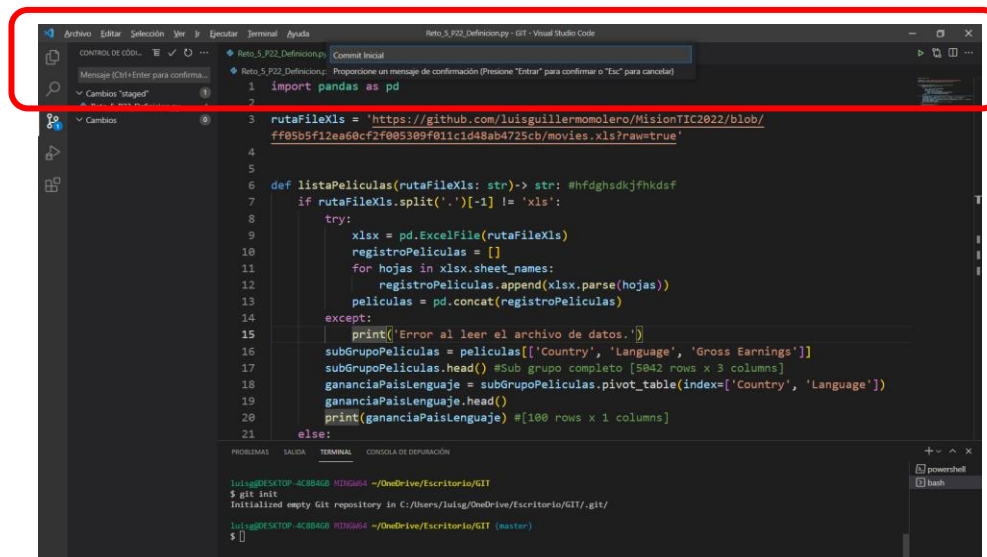 Archivo Editar Selección Ver Ir Ejecutar Terminal Ayuda
Reto_5_P22_Definicion.py - GIT - Visual Studio Code
CONTROL DE CÓDI...
Reto_5_P22_Definicion.py
Commit Inicial
Mensaje (Ctrl+Enter para confirma...
Reto_5_P22_Definicion.p
Proporcione un mensaje de confirmación (Presione "Entrar" para confirmar o "Esc" para cancelar)
Cambios "staged" 1
Reto_5_P22_Definicion.py
Cambios 0
1 import pandas as pd
2
3 rutaFileXls = 'https://github.com/luisguillermomolero/MisionTIC2022/blob/
ff05b5f12ea60cf2f005309f011c1d48ab4725cb/movies.xls?raw=true'
4
5
6 def listaPeliculas(rutaFileXls: str)-> str: #hfdghsdkjfhkdsf
7 if rutaFileXls.split('.')[-1] != 'xls':
8 try:
9 xlsx = pd.ExcelFile(rutaFileXls)
10 registroPeliculas = []
11 for hojas in xlsx.sheet_names:
12 registroPeliculas.append(xlsx.parse(hojas))
13 peliculas = pd.concat(registroPeliculas)
14 except:
15 print('Error al leer el archivo de datos.')
16 subGrupoPeliculas = peliculas[['Country', 'Language', 'Gross Earnings']]
17 subGrupoPeliculas.head() #Sub grupo completo [5042 rows x 3 columns]
18 gananciaPaisLenguaje = subGrupoPeliculas.pivot_table(index=['Country', 'Language'])
19 gananciaPaisLenguaje.head()
20 print(gananciaPaisLenguaje) #[100 rows x 1 columns]
21 else:
PROBLEMAS SALIDA TERMINAL CONSOLA DE DEPURACIÓN
powershell
bash
luisg@DESKTOP-4C8B4GB MINGW64 ~/OneDrive/Escritorio/GIT
$ git init
Initialized empty Git repository in C:/Users/luisg/OneDrive/Escritorio/GIT/.git/
luisg@DESKTOP-4C8B4GB MINGW64 ~/OneDrive/Escritorio/GIT (master)
$